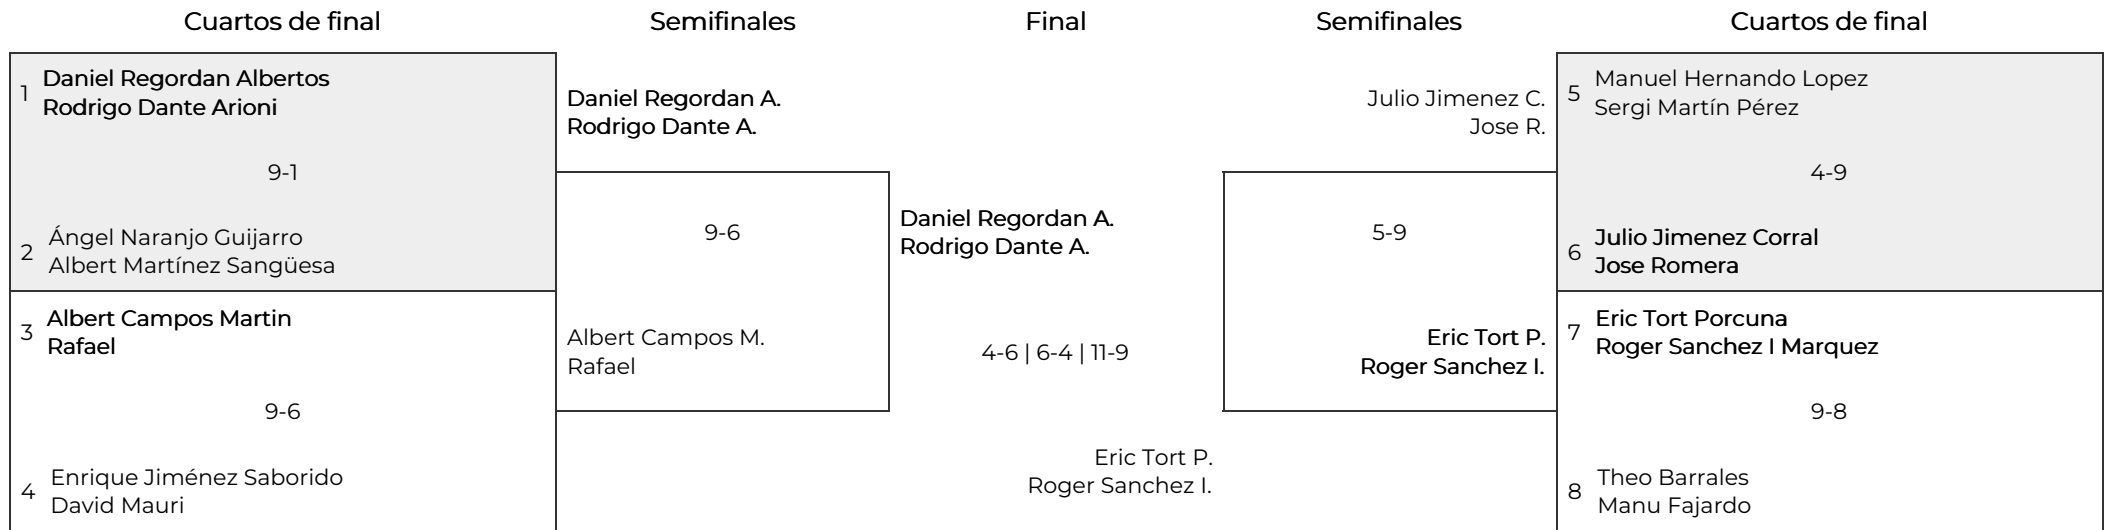 Cuartos de final
Semifinales
Final
Semifinales
Cuartos de final
1
Daniel Regordan Albertos
Rodrigo Dante Arioni
9-1
2
Ángel Naranjo Guijarro
Albert Martínez Sangüesa
3
Albert Campos Martin
Rafael
9-6
4
Enrique Jiménez Saborido
David Mauri
Daniel Regordan A.
Rodrigo Dante A.
9-6
Albert Campos M.
Rafael
Daniel Regordan A.
Rodrigo Dante A.
4-6 | 6-4 | 11-9
Eric Tort P.
Roger Sanchez I.
Julio Jimenez C.
Jose R.
5-9
Eric Tort P.
Roger Sanchez I.
5
Manuel Hernando Lopez
Sergi Martín Pérez
4-9
6
Julio Jimenez Corral
Jose Romera
7
Eric Tort Porcuna
Roger Sanchez I Marquez
9-8
8
Theo Barrales
Manu Fajardo